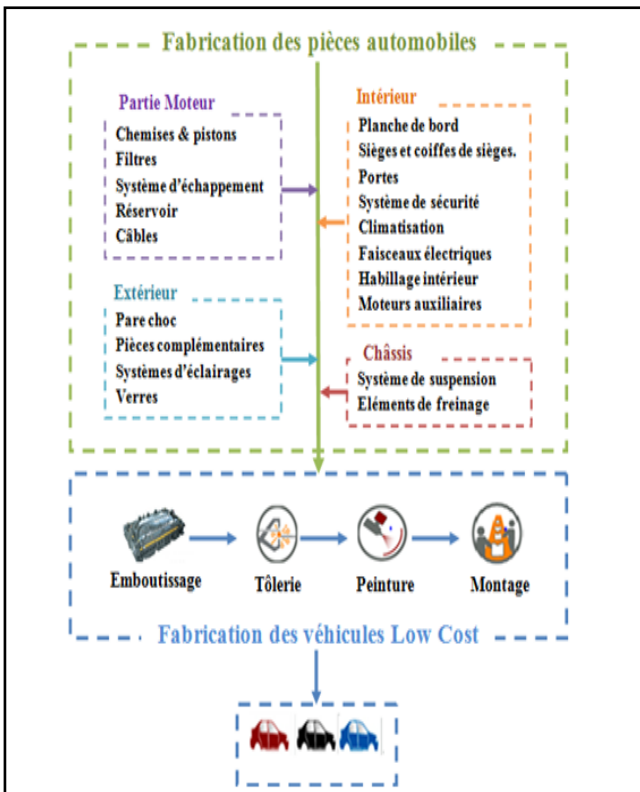 Fabrication des pièces automobiles
Partie Moteur
Chemises & pistons
Filtres
Système d'échappement
Réservoir
Câbles
Intérieur
Planche de bord
Sièges et coiffes de sièges.
Portes
Système de sécurité
Climatisation
Faisceaux électriques
Habillage intérieur
Moteurs auxiliaires
Extérieur
Pare choc
Pièces complémentaires
Systèmes d'éclairages
Verres
Châssis
Système de suspension
Eléments de freinage
Emboutissage
Tôlerie
Peinture
Montage
Fabrication des véhicules Low Cost